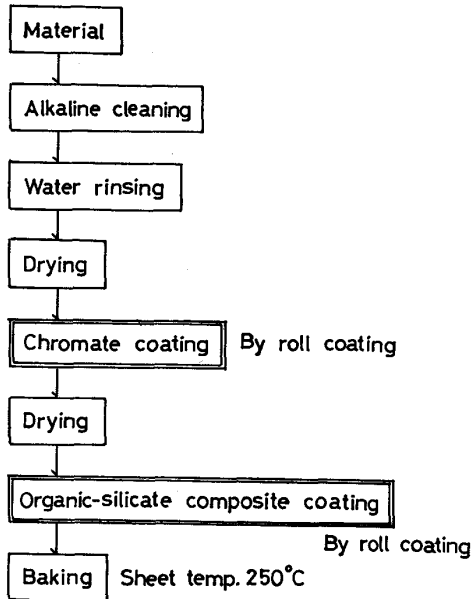 Material
Alkaline cleaning
Water rinsing
Drying
Chromate coating By roll coating
Drying
Organic-silicate composite coating
By roll coating
Baking Sheet temp. 250°C